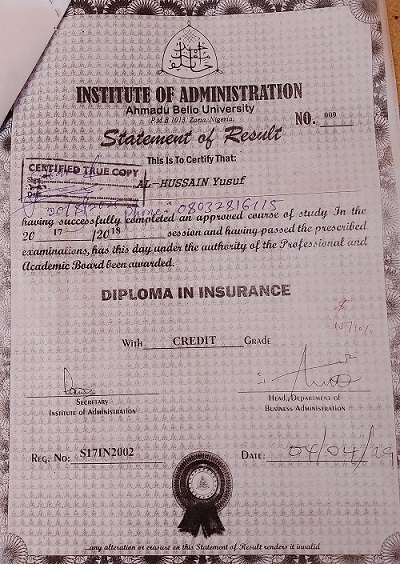 INSTITUTE OF ADMINISTRATION
Ahmadu Bello University
P.M.B 1013, Zaria, Nigeria.
NO. 009
Statement of Result
This Is To Certify That:
CERTIFIED TRUE COPY
AL-HUSSAIN Yusuf
Phone - 08032816115
having successfully completed an approved course of study In the
20 17 /20 18 session and having passed the prescribed
examinations, has this day under the authority of the Professional and
Academic Board been awarded.
DIPLOMA IN INSURANCE
With CREDIT GRADE
SECRETARY
INSTITUTE OF ADMINISTRATION
HEAD, DEPARTMENT OF
BUSINESS ADMINISTRATION
REG. No: S17IN2002
DATE: 04/04/29
...any alteration or erasure on this Statement of Result renders it invalid